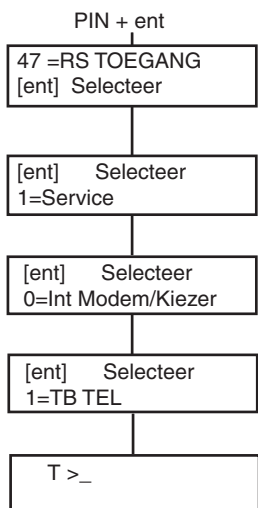 PIN + ent
47 =RS TOEGANG
[ent] Selecteer
[ent] Selecteer
1=Service
[ent] Selecteer
0=Int Modem/Kiezer
[ent] Selecteer
1=TB TEL
T >_